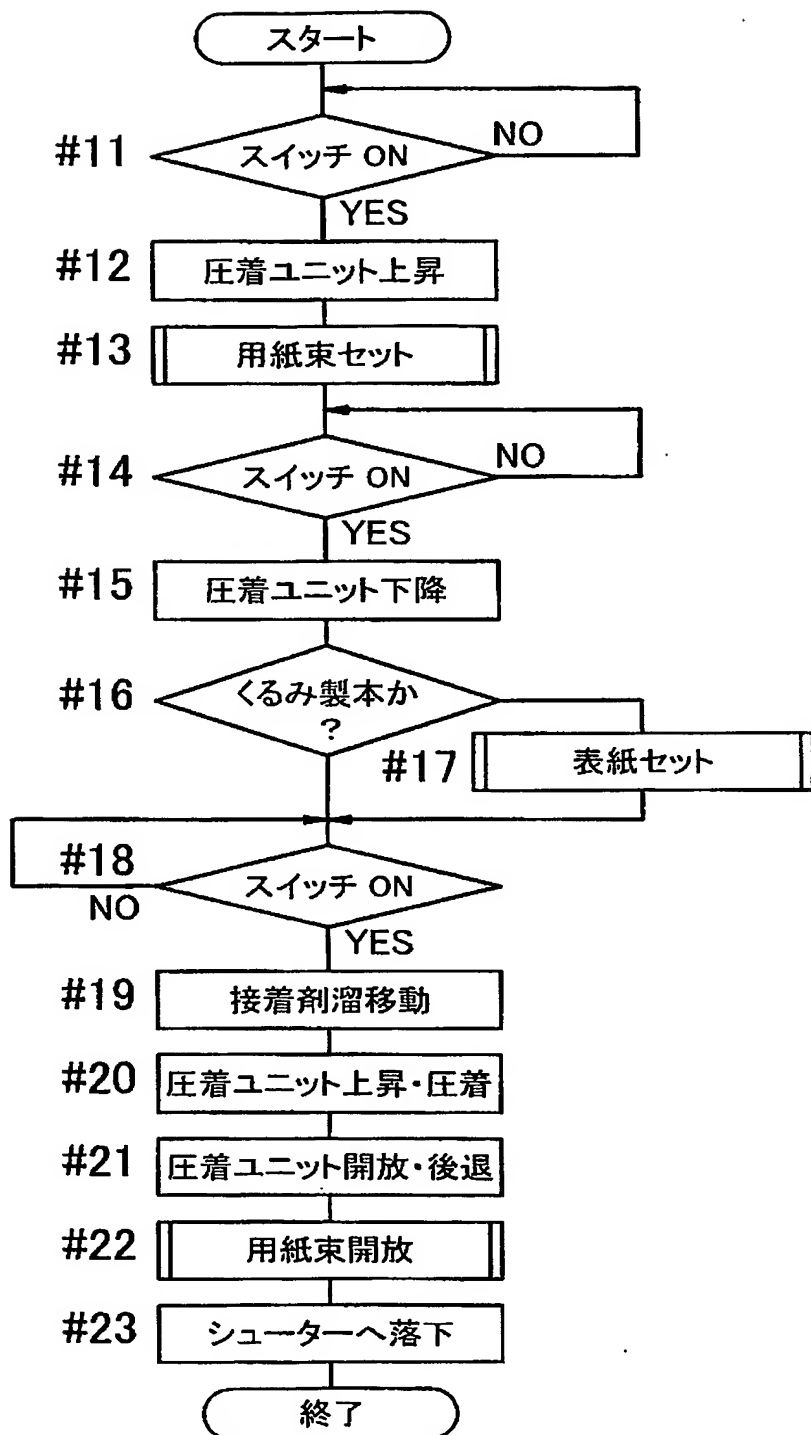 スタート
#11 スイッチ ON NO
YES
#12 圧着ユニット上昇
#13 用紙束セット
#14 スイッチ ON NO
YES
#15 圧着ユニット下降
#16 くるみ製本か
?
#17 表紙セット
#18 スイッチ ON
NO
YES
#19 接着剤溜移動
#20 圧着ユニット上昇・圧着
#21 圧着ユニット開放・後退
#22 用紙束開放
#23 シューターへ落下
終了